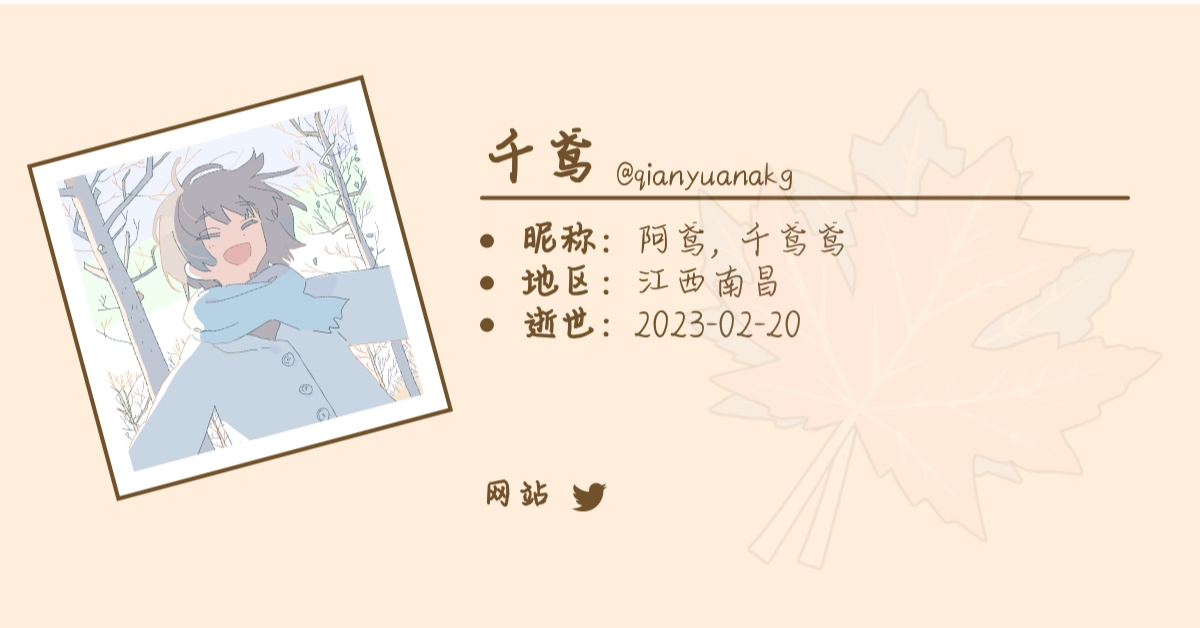 千鸢 @qianyuanakg
• 昵称：阿鸢, 千鸢鸢
• 地区：江西南昌
• 逝世：2023-02-20
网站